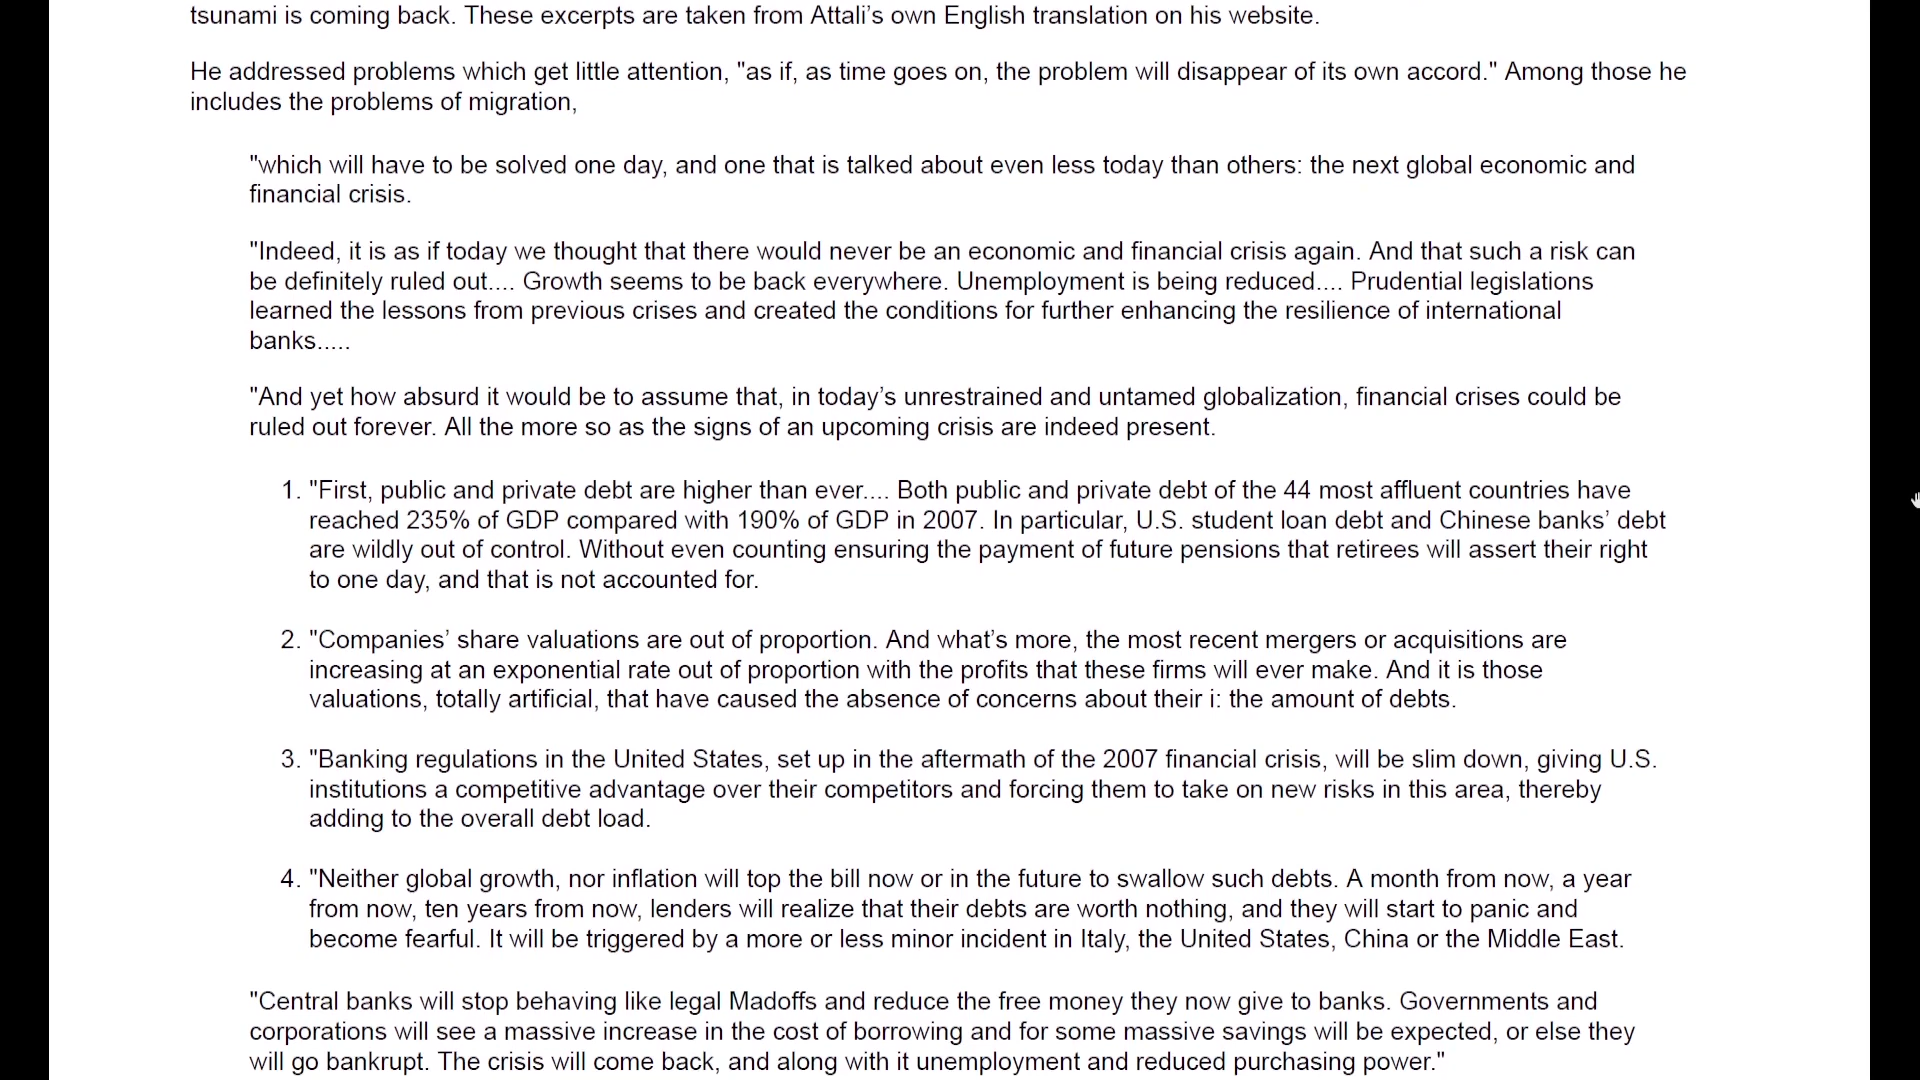 tsunami is coming back. These excerpts are taken from Attali’s own English translation on his website.
He addressed problems which get little attention, "as if, as time goes on, the problem will disappear of its own accord." Among those he
includes the problems of migration,
"which will have to be solved one day, and one that is talked about even less today than others: the next global economic and
financial crisis.
"Indeed, it is as if today we thought that there would never be an economic and financial crisis again. And that such a risk can
be definitely ruled out.... Growth seems to be back everywhere. Unemployment is being reduced.... Prudential legislations
learned the lessons from previous crises and created the conditions for further enhancing the resilience of international
banks.....
"And yet how absurd it would be to assume that, in today’s unrestrained and untamed globalization, financial crises could be
ruled out forever. All the more so as the signs of an upcoming crisis are indeed present.
1. "First, public and private debt are higher than ever.... Both public and private debt of the 44 most affluent countries have
reached 235% of GDP compared with 190% of GDP in 2007. In particular, U.S. student loan debt and Chinese banks’ debt
are wildly out of control. Without even counting ensuring the payment of future pensions that retirees will assert their right
to one day, and that is not accounted for.
2. "Companies’ share valuations are out of proportion. And what’s more, the most recent mergers or acquisitions are
increasing at an exponential rate out of proportion with the profits that these firms will ever make. And it is those
valuations, totally artificial, that have caused the absence of concerns about their i: the amount of debts.
3. "Banking regulations in the United States, set up in the aftermath of the 2007 financial crisis, will be slim down, giving U.S.
institutions a competitive advantage over their competitors and forcing them to take on new risks in this area, thereby
adding to the overall debt load.
4. "Neither global growth, nor inflation will top the bill now or in the future to swallow such debts. A month from now, a year
from now, ten years from now, lenders will realize that their debts are worth nothing, and they will start to panic and
become fearful. It will be triggered by a more or less minor incident in Italy, the United States, China or the Middle East.
"Central banks will stop behaving like legal Madoffs and reduce the free money they now give to banks. Governments and
corporations will see a massive increase in the cost of borrowing and for some massive savings will be expected, or else they
will go bankrupt. The crisis will come back, and along with it unemployment and reduced purchasing power."